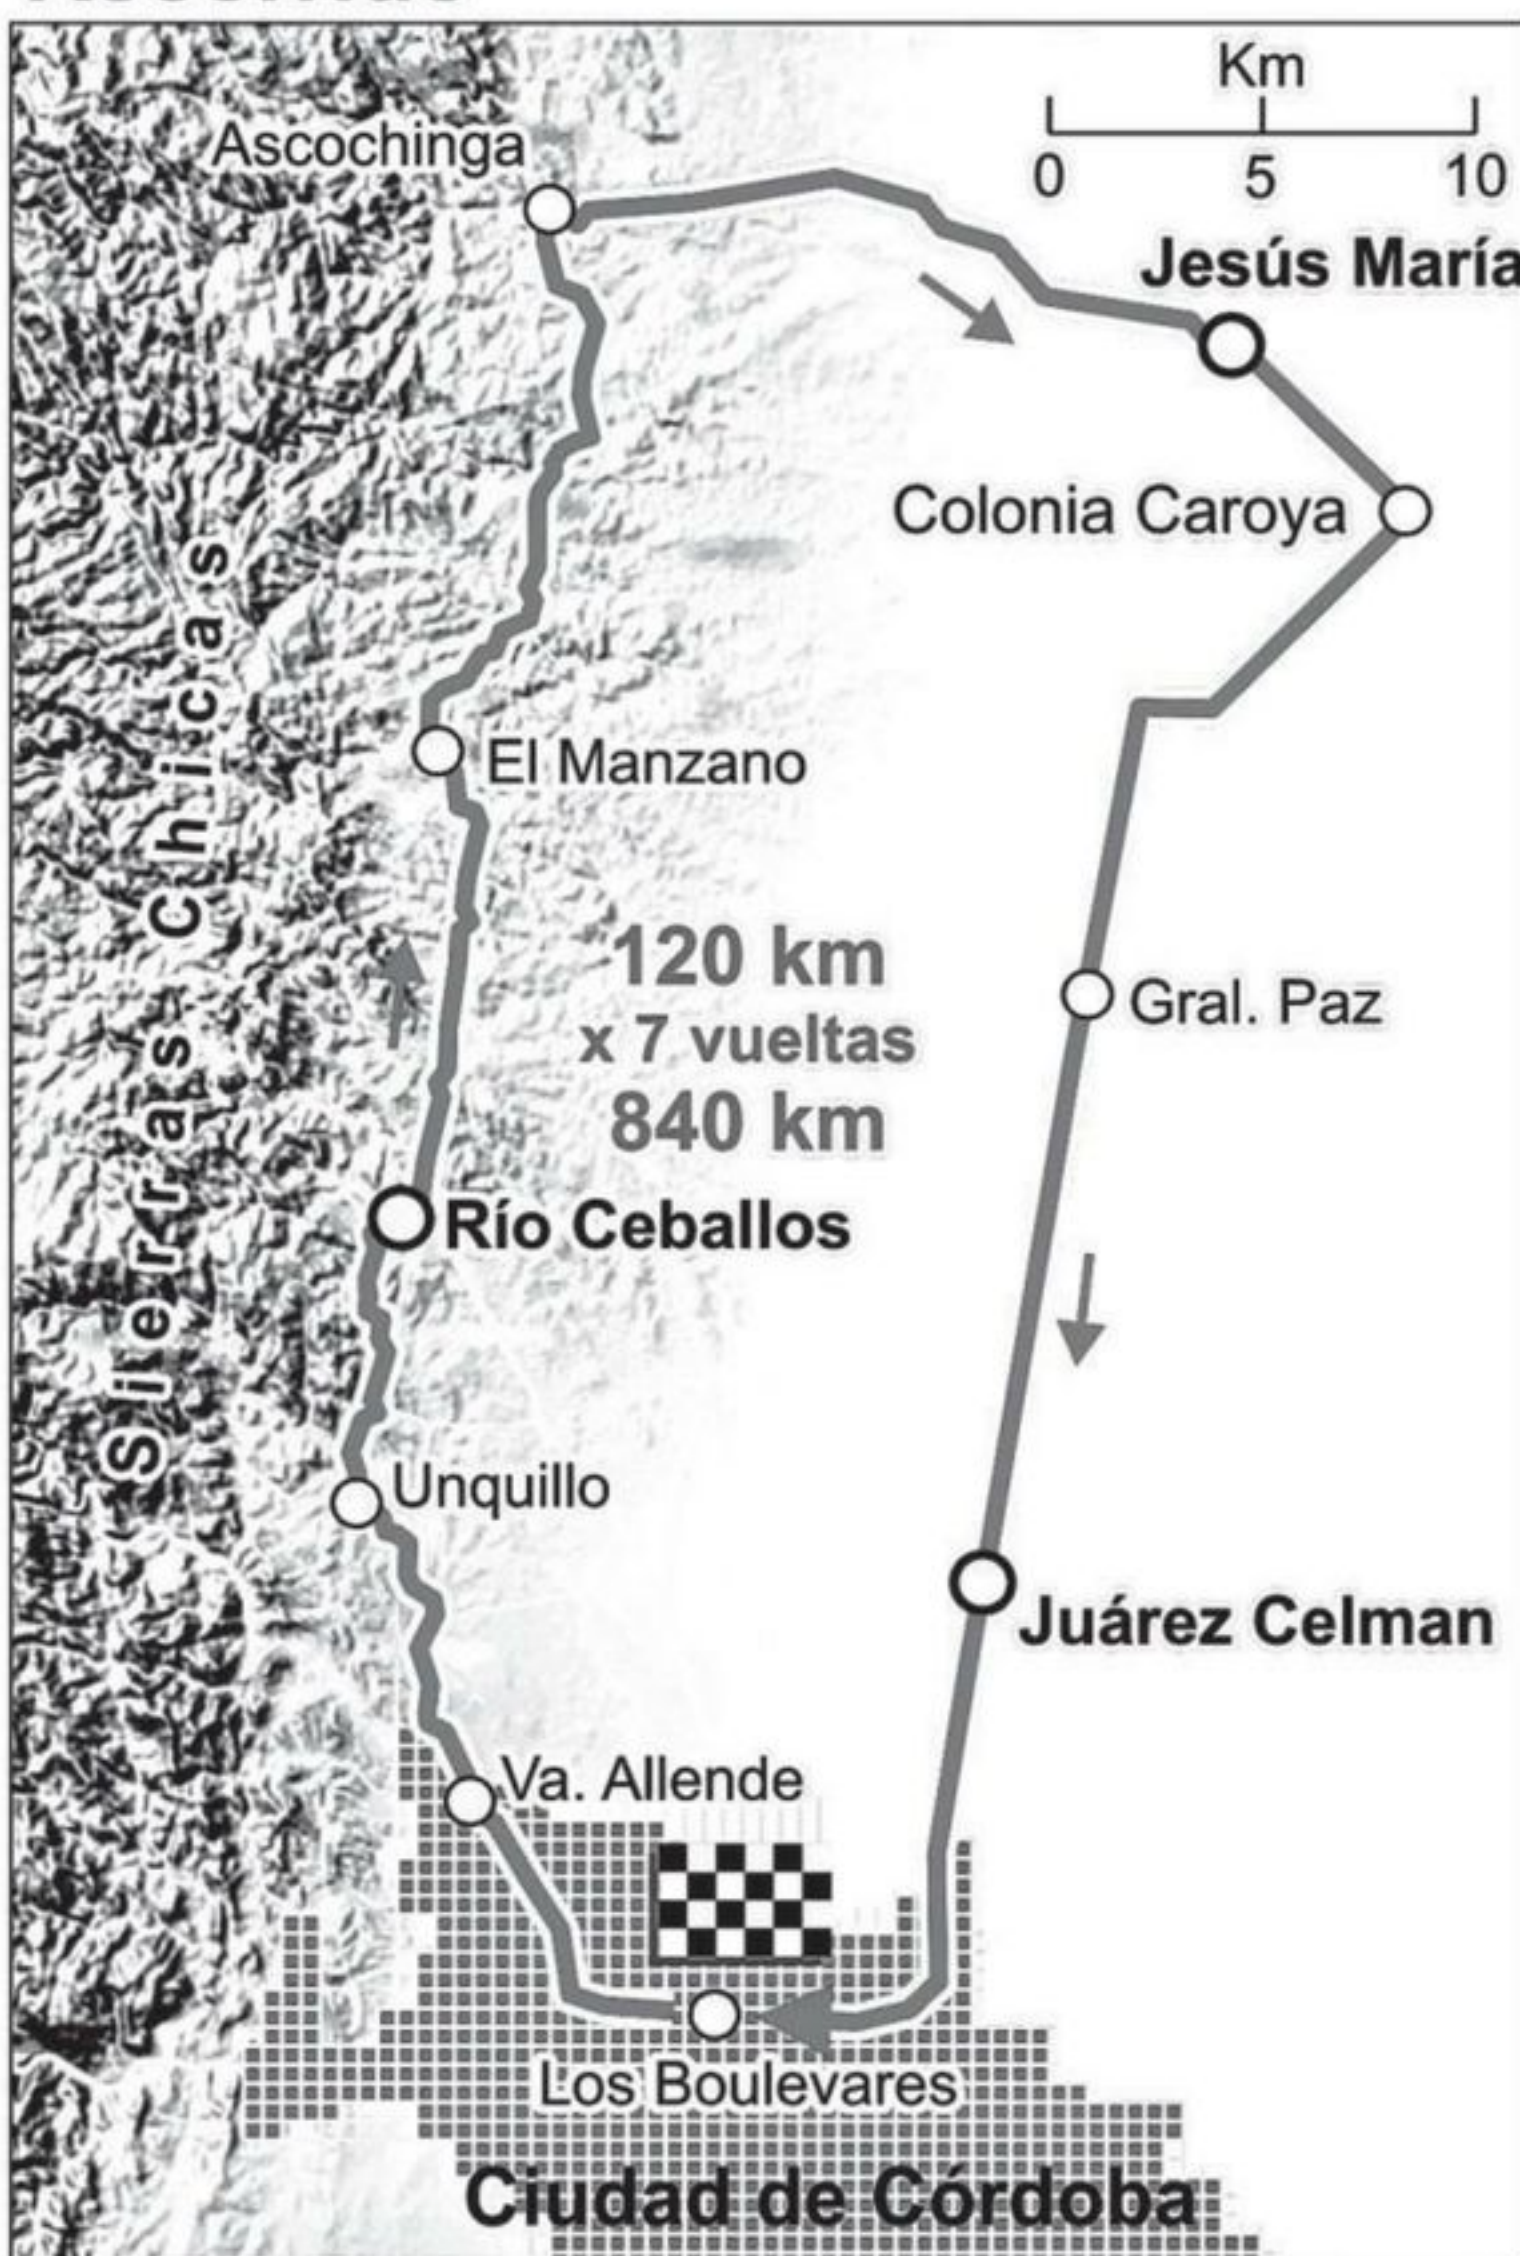 Km
0 5 10
Ascochinga
Jesús María
Colonia Caroya
Sierras Chicas
El Manzano
120 km
x 7 vueltas
840 km
Gral. Paz
Río Ceballos
Unquillo
Juárez Celman
Va. Allende
Los Boulevares
Ciudad de Córdoba